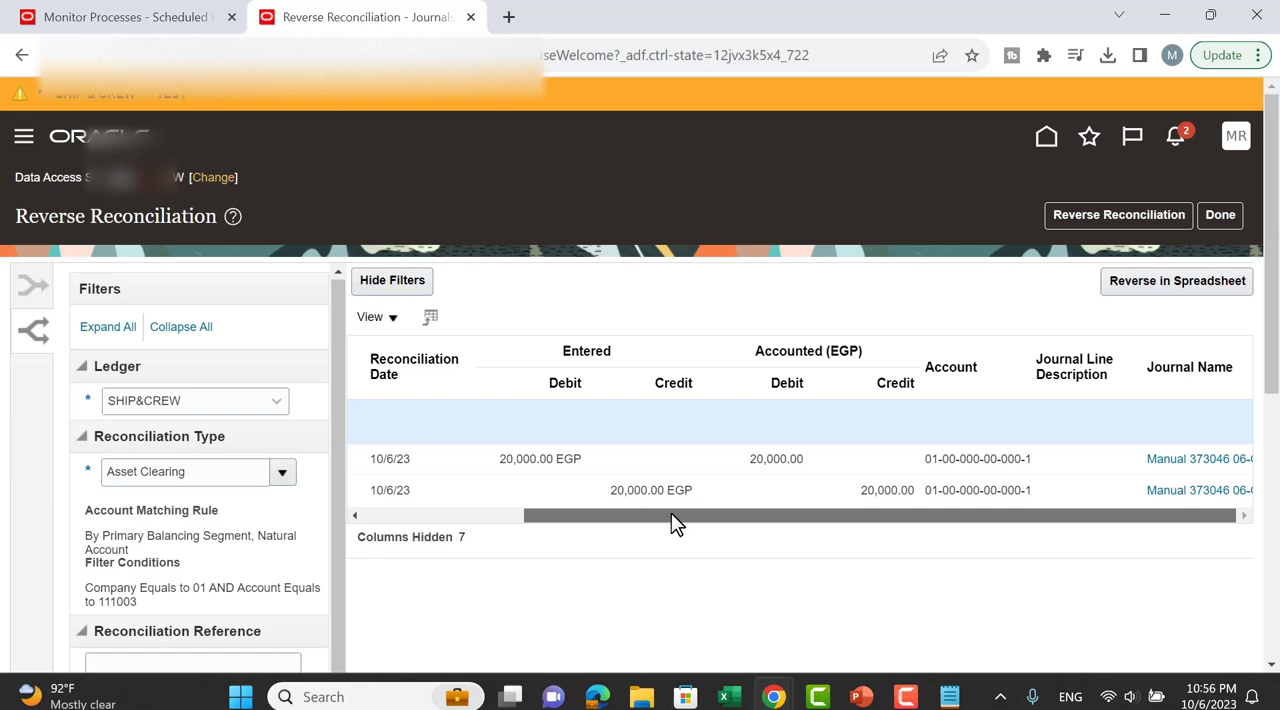 Monitor Processes - Scheduled
Reverse Reconciliation - Journals
seWelcome?_adf.ctrl-state=12jvx3k5x4_722
M
Update
Data Access
W [Change]
2
MR
Reverse Reconciliation ?
Reverse Reconciliation
Done
Filters
Expand All
Collapse All
Ledger
* SHIP&CREW
Reconciliation Type
* Asset Clearing
Account Matching Rule
By Primary Balancing Segment, Natural
Account
Filter Conditions
Company Equals to 01 AND Account Equals
to 111003
Reconciliation Reference
Hide Filters
Reverse in Spreadsheet
View
Reconciliation Date Entered Accounted (EGP) Account Journal Line Description Journal Name
Debit Credit Debit Credit
10/6/23 20,000.00 EGP 20,000.00 01-00-000-00-000-1 Manual 373046 06-
10/6/23 20,000.00 EGP 20,000.00 01-00-000-00-000-1 Manual 373046 06-
Columns Hidden 7
92°F
Mostly clear
Search
ENG
10:56 PM
10/6/2023